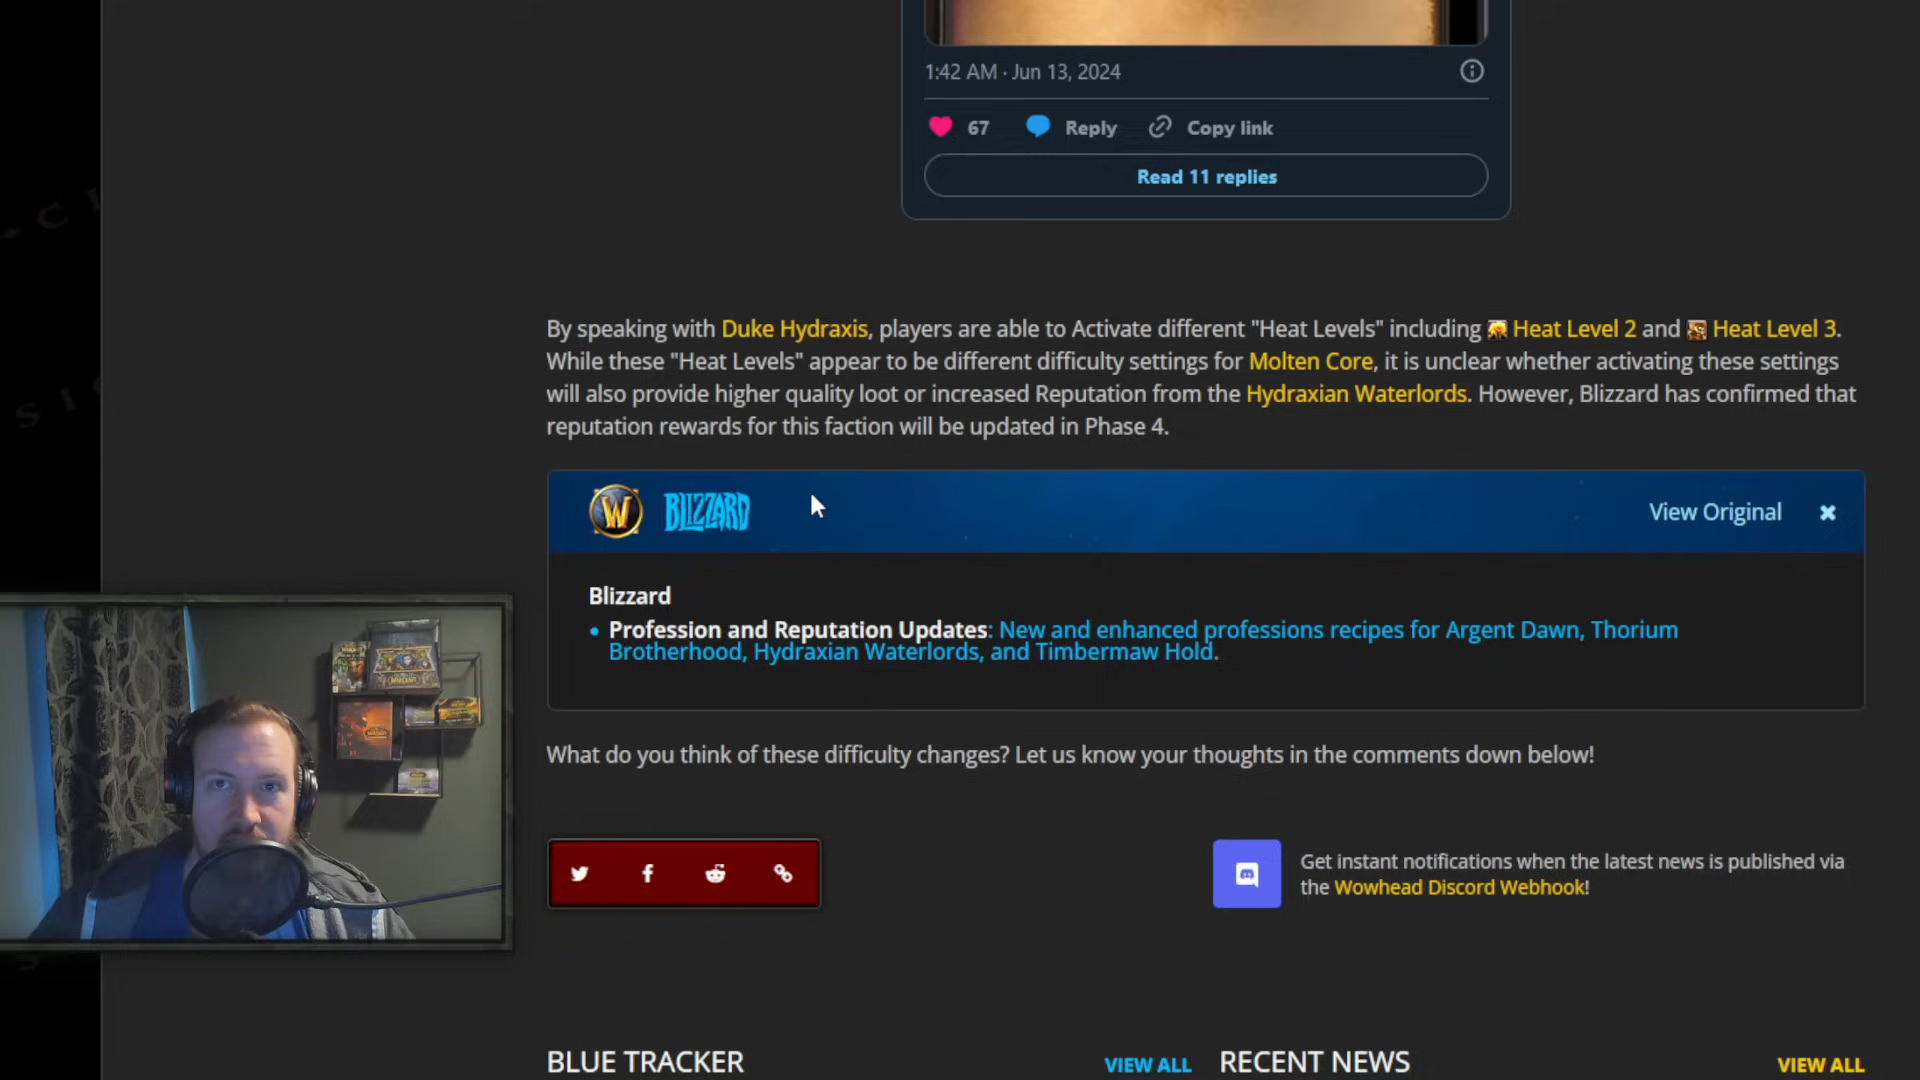 1:42 AM · Jun 13, 2024
67 Reply Copy link
Read 11 replies
By speaking with Duke Hydraxis, players are able to Activate different "Heat Levels" including Heat Level 2 and Heat Level 3.
While these "Heat Levels" appear to be different difficulty settings for Molten Core, it is unclear whether activating these settings
will also provide higher quality loot or increased Reputation from the Hydraxian Waterlords. However, Blizzard has confirmed that
reputation rewards for this faction will be updated in Phase 4.
W BLIZZARD View Original
Blizzard
• Profession and Reputation Updates: New and enhanced professions recipes for Argent Dawn, Thorium
Brotherhood, Hydraxian Waterlords, and Timbermaw Hold.
What do you think of these difficulty changes? Let us know your thoughts in the comments down below!
Get instant notifications when the latest news is published via
the Wowhead Discord Webhook!
BLUE TRACKER VIEW ALL RECENT NEWS VIEW ALL